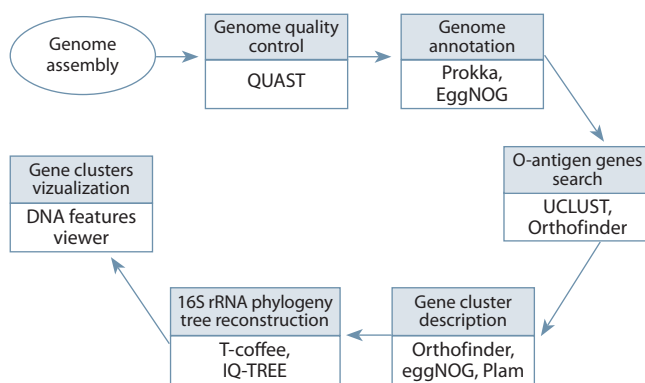 Genome
assembly
Genome quality
control
QUAST
Genome
annotation
Prokka,
EggNOG
O-antigen genes
search
UCLUST,
Orthofinder
Gene cluster
description
Orthofinder,
eggNOG, Plam
16S rRNA phylogeny
tree reconstruction
T-coffee,
IQ-TREE
Gene clusters
vizualization
DNA features
viewer